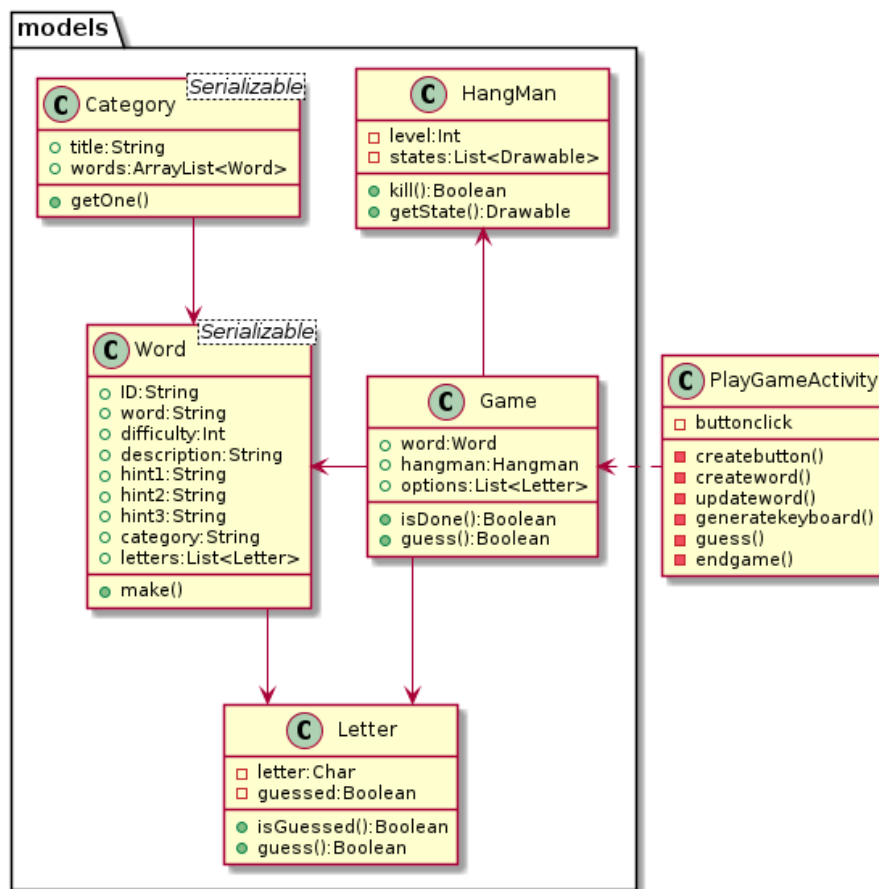 models
C Category
Serializable
title:String
words:ArrayList<Word>
getOne()
C HangMan
level:Int
states:List<Drawable>
kill():Boolean
getState():Drawable
C Word
Serializable
ID:String
word:String
difficulty:Int
description:String
hint1:String
hint2:String
hint3:String
category:String
letters:List<Letter>
make()
C Game
word:Word
hangman:Hangman
options:List<Letter>
isDone():Boolean
guess():Boolean
C PlayGameActivity
buttonclick
createbutton()
createword()
updateword()
generatekeyboard()
guess()
endgame()
C Letter
letter:Char
guessed:Boolean
isGuessed():Boolean
guess():Boolean